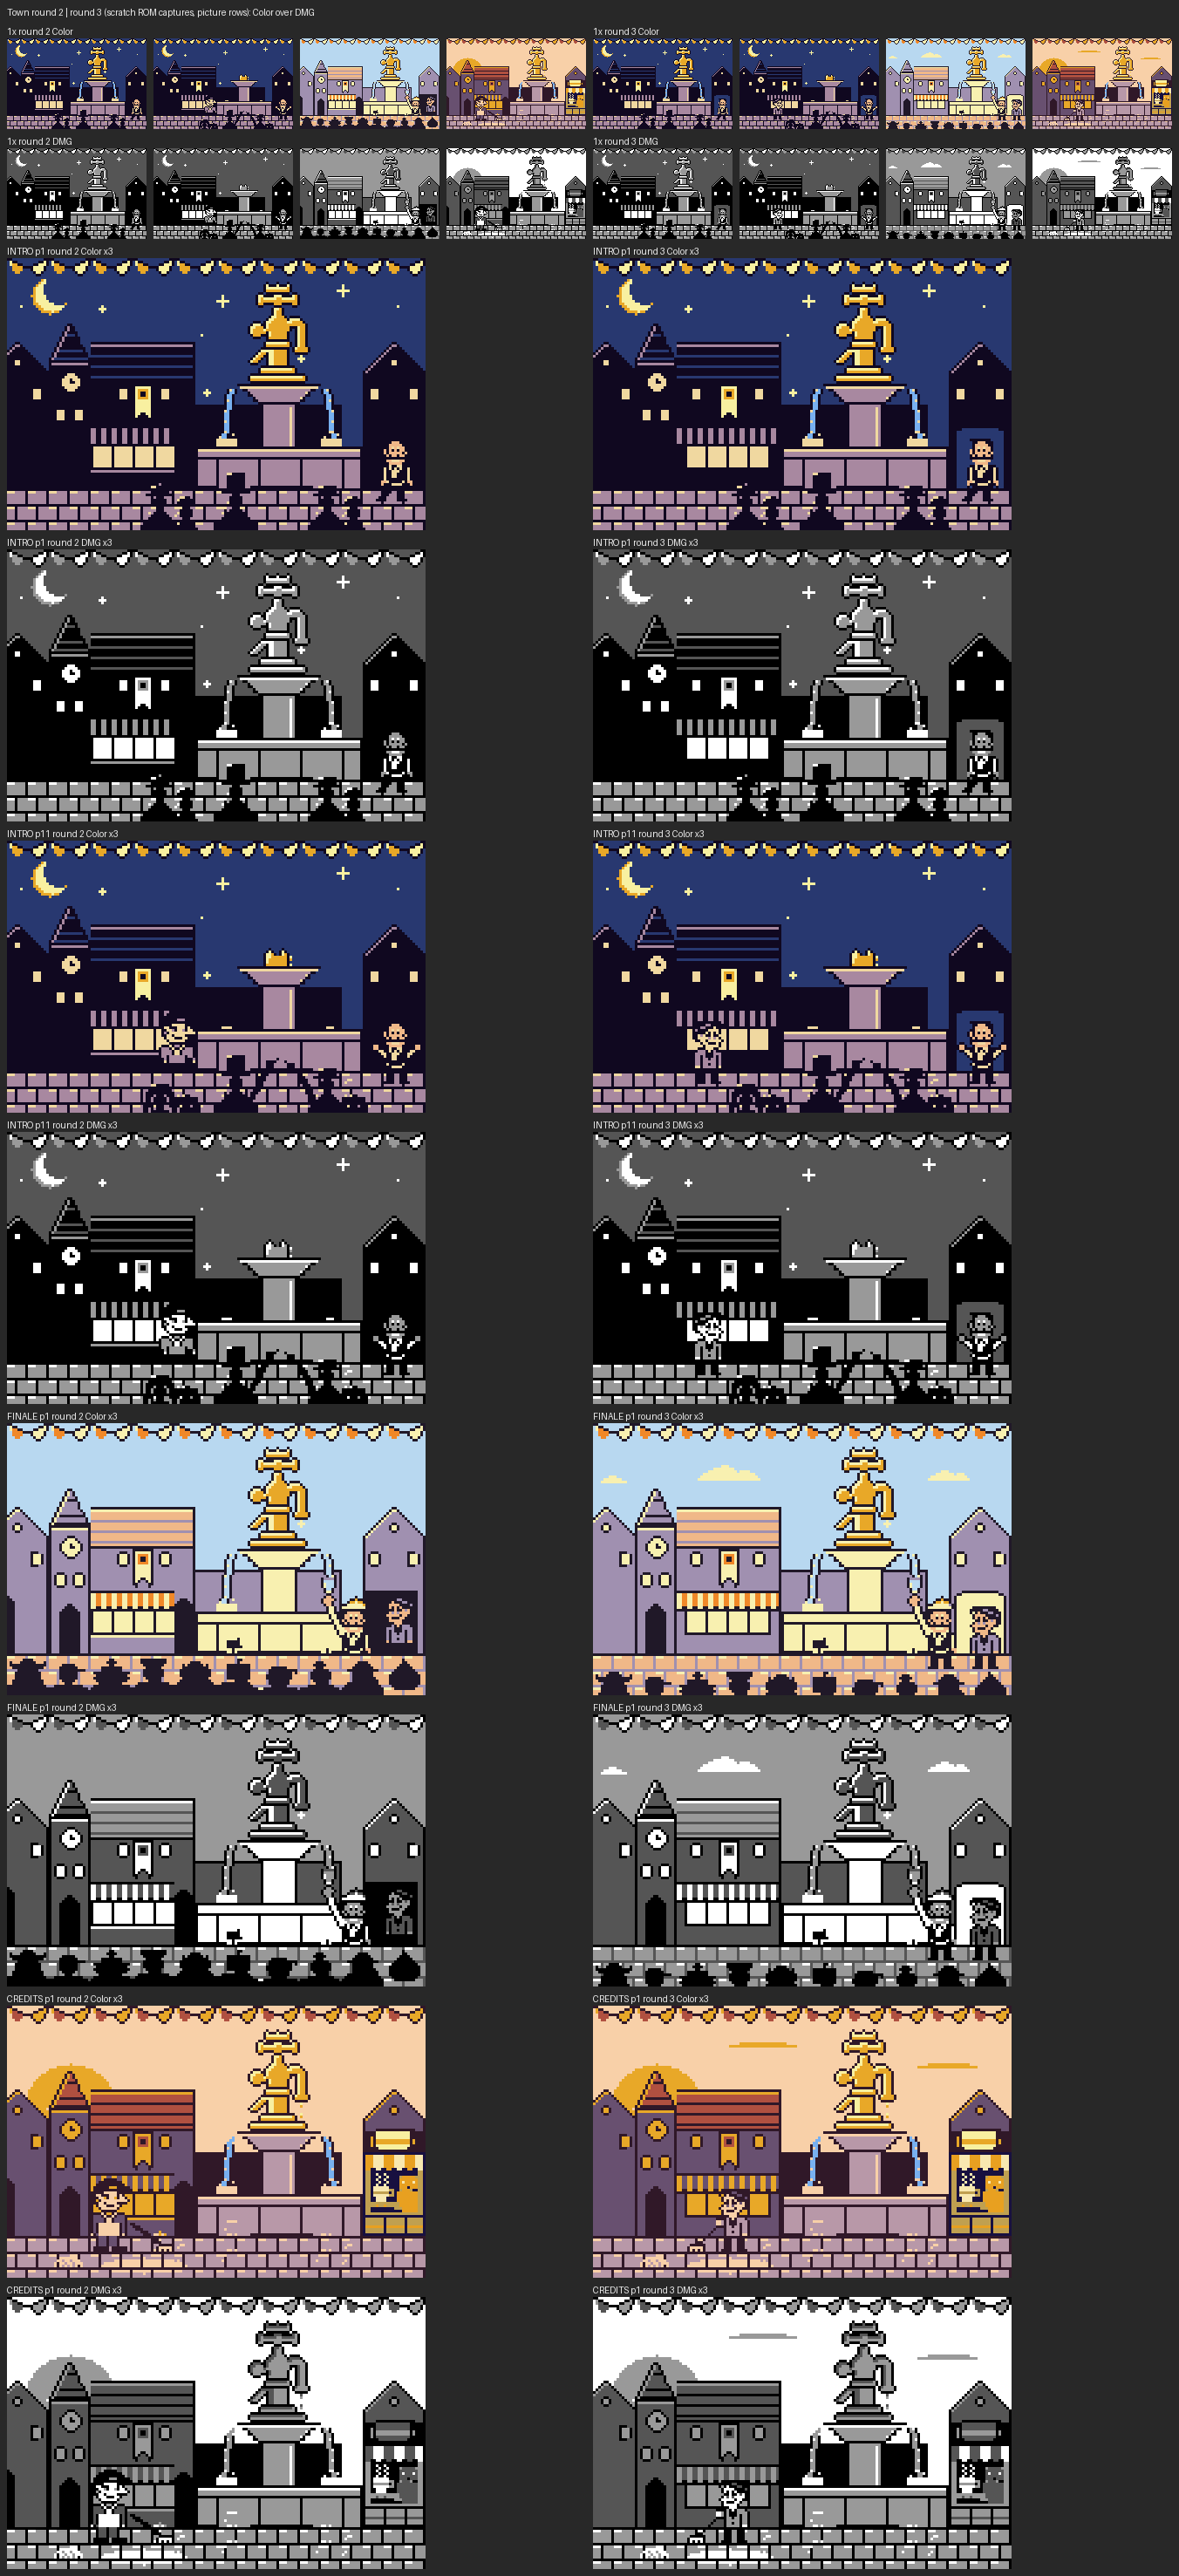 Town round 2 | round 3 (scratch ROM captures, picture rows): Color over DMG
1x round 2 Color
1x round 3 Color
1x round 2 DMG
1x round 3 DMG
INTRO p1 round 2 Color x3
INTRO p1 round 3 Color x3
INTRO p1 round 2 DMG x3
INTRO p1 round 3 DMG x3
INTRO p11 round 2 Color x3
INTRO p11 round 3 Color x3
INTRO p11 round 2 DMG x3
INTRO p11 round 3 DMG x3
FINALE p1 round 2 Color x3
FINALE p1 round 3 Color x3
FINALE p1 round 2 DMG x3
FINALE p1 round 3 DMG x3
CREDITS p1 round 2 Color x3
CREDITS p1 round 3 Color x3
CREDITS p1 round 2 DMG x3
CREDITS p1 round 3 DMG x3